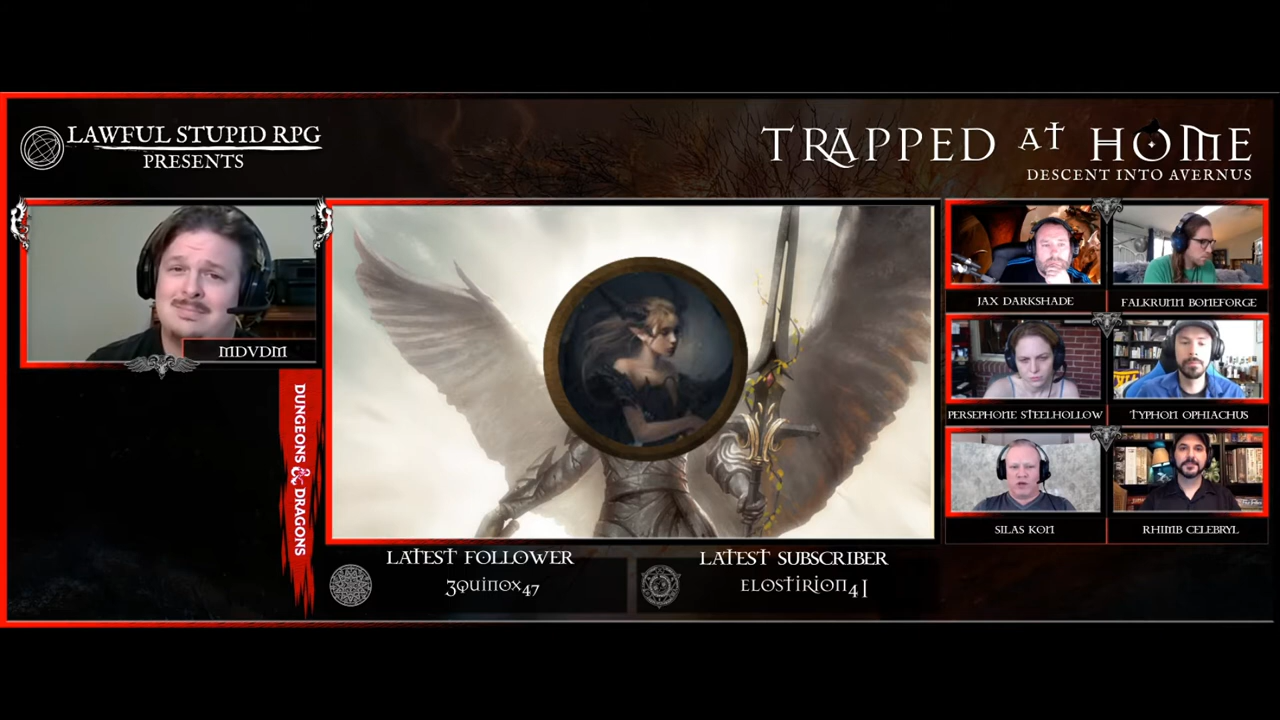 LAWFUL STUPID RPG
PRESENTS
TRAPPED AT HOME
DESCENT INTO AVERNUS
MDVDM
DUNGEONS & DRAGONS
JAX DARKSHADE
FALKRUNN BONEFORGE
PERSEPHONE STEELHOLLOW
TYPHON OPHIACHUS
SILAS KON
RHIMB CELEBRYL
LATEST FOLLOWER
3QUINOX47
LATEST SUBSCRIBER
ELOSTIRION41